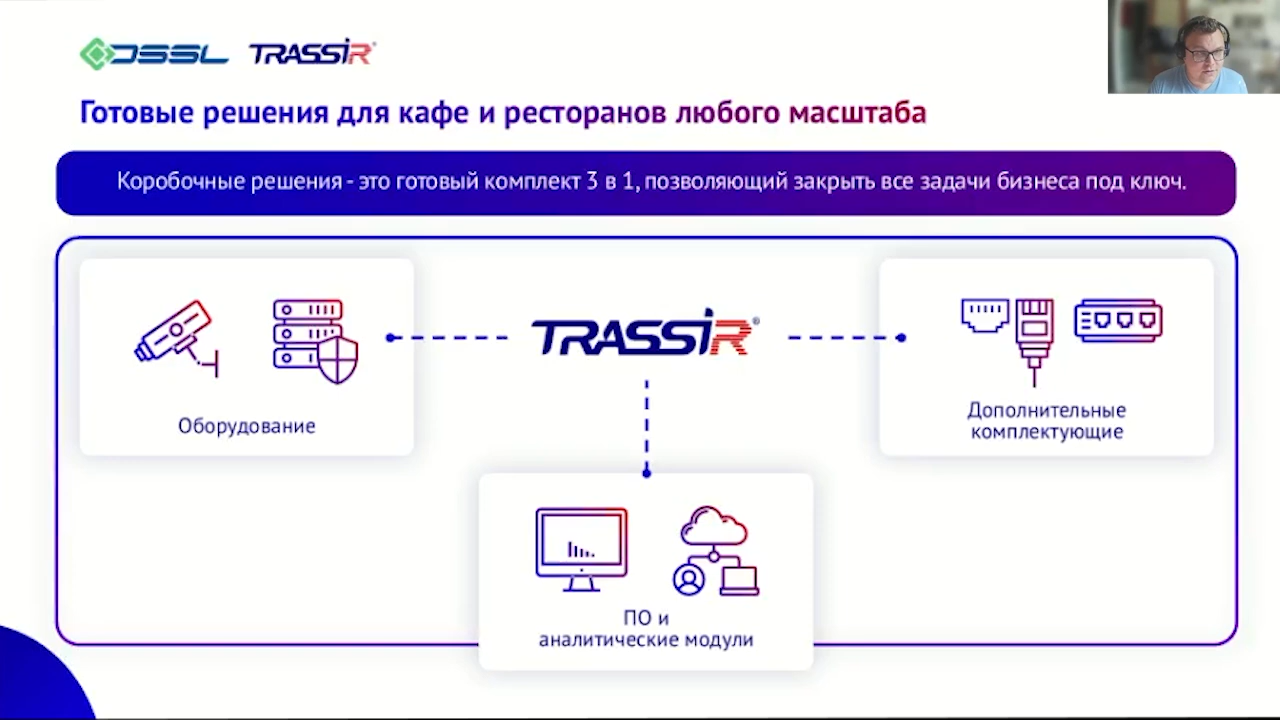 DSSL TRASSIR®
Готовые решения для кафе и ресторанов любого масштаба
Коробочные решения - это готовый комплект 3 в 1, позволяющий закрыть все задачи бизнеса под ключ.
TRASSIR®
Оборудование
Дополнительные
комплектующие
ПО и
аналитические модули